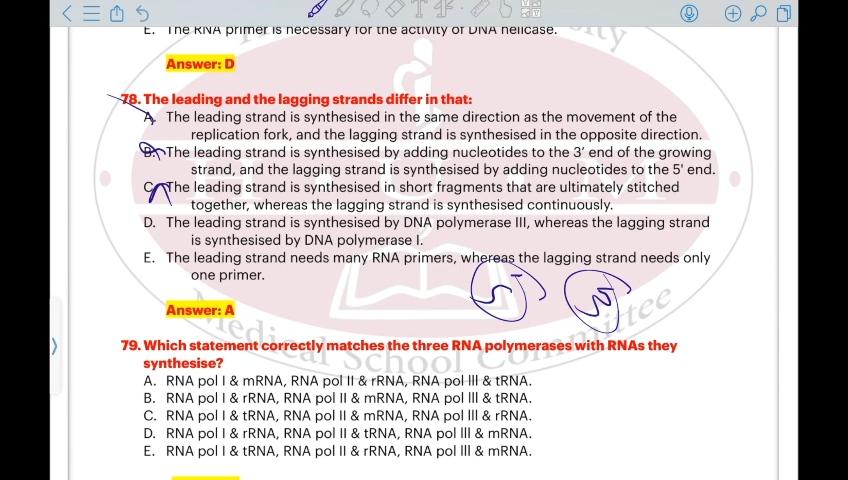 E. The RNA primer is necessary for the activity of DNA helicase.
Answer: D
78. The leading and the lagging strands differ in that:
A. The leading strand is synthesised in the same direction as the movement of the
replication fork, and the lagging strand is synthesised in the opposite direction.
B. The leading strand is synthesised by adding nucleotides to the 3' end of the growing
strand, and the lagging strand is synthesised by adding nucleotides to the 5' end.
C. The leading strand is synthesised in short fragments that are ultimately stitched
together, whereas the lagging strand is synthesised continuously.
D. The leading strand is synthesised by DNA polymerase III, whereas the lagging strand
is synthesised by DNA polymerase I.
E. The leading strand needs many RNA primers, whereas the lagging strand needs only
one primer.
5' 3'
Answer: A
Medical School Committee
79. Which statement correctly matches the three RNA polymerases with RNAs they
synthesise?
A. RNA pol I & mRNA, RNA pol II & rRNA, RNA pol III & tRNA.
B. RNA pol I & rRNA, RNA pol II & mRNA, RNA pol III & tRNA.
C. RNA pol I & tRNA, RNA pol II & mRNA, RNA pol III & rRNA.
D. RNA pol I & rRNA, RNA pol II & tRNA, RNA pol III & mRNA.
E. RNA pol I & tRNA, RNA pol II & rRNA, RNA pol III & mRNA.